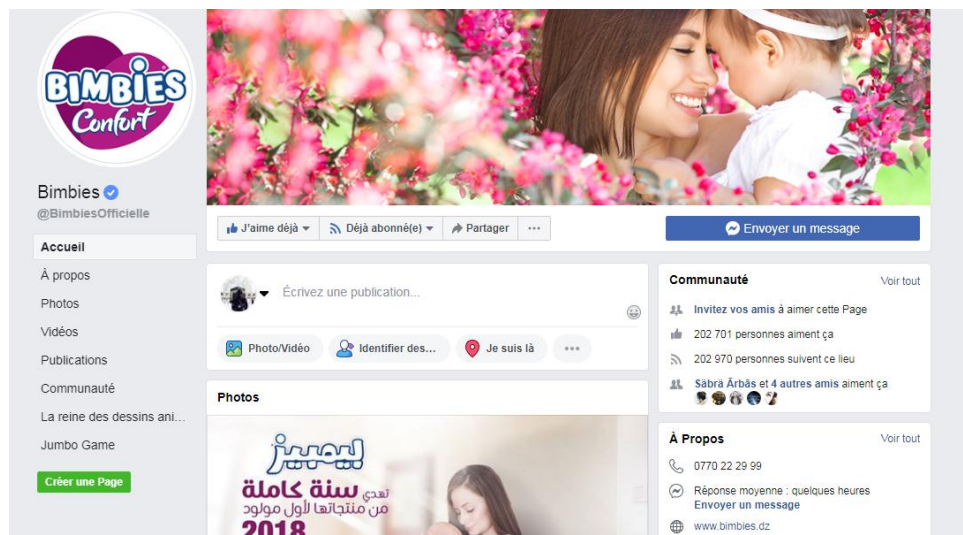 BIMBIES
Confort
Bimbies
@BimbiesOfficielle
Accueil
À propos
Photos
Vidéos
Publications
Communauté
La reine des dessins ani...
Jumbo Game
Créer une Page
J'aime déjà
Déjà abonné(e)
Partager
Envoyer un message
Écrivez une publication...
Photo/Vidéo
Identifier des...
Je suis là
Photos
بيمبيز
تهدي سنة كاملة
من منتجاتها لأول مولود
2018
Communauté
Voir tout
Invitez vos amis à aimer cette Page
202 701 personnes aiment ça
202 970 personnes suivent ce lieu
Sàbrà Ãrbâs et 4 autres amis aiment ça
À Propos
Voir tout
0770 22 29 99
Réponse moyenne : quelques heures
Envoyer un message
www.bimbies.dz